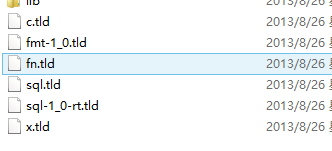 lib 2013/8/26
c.tld 2013/8/26
fmt-1_0.tld 2013/8/26
fn.tld 2013/8/26
sql.tld 2013/8/26
sql-1_0-rt.tld 2013/8/26
x.tld 2013/8/26